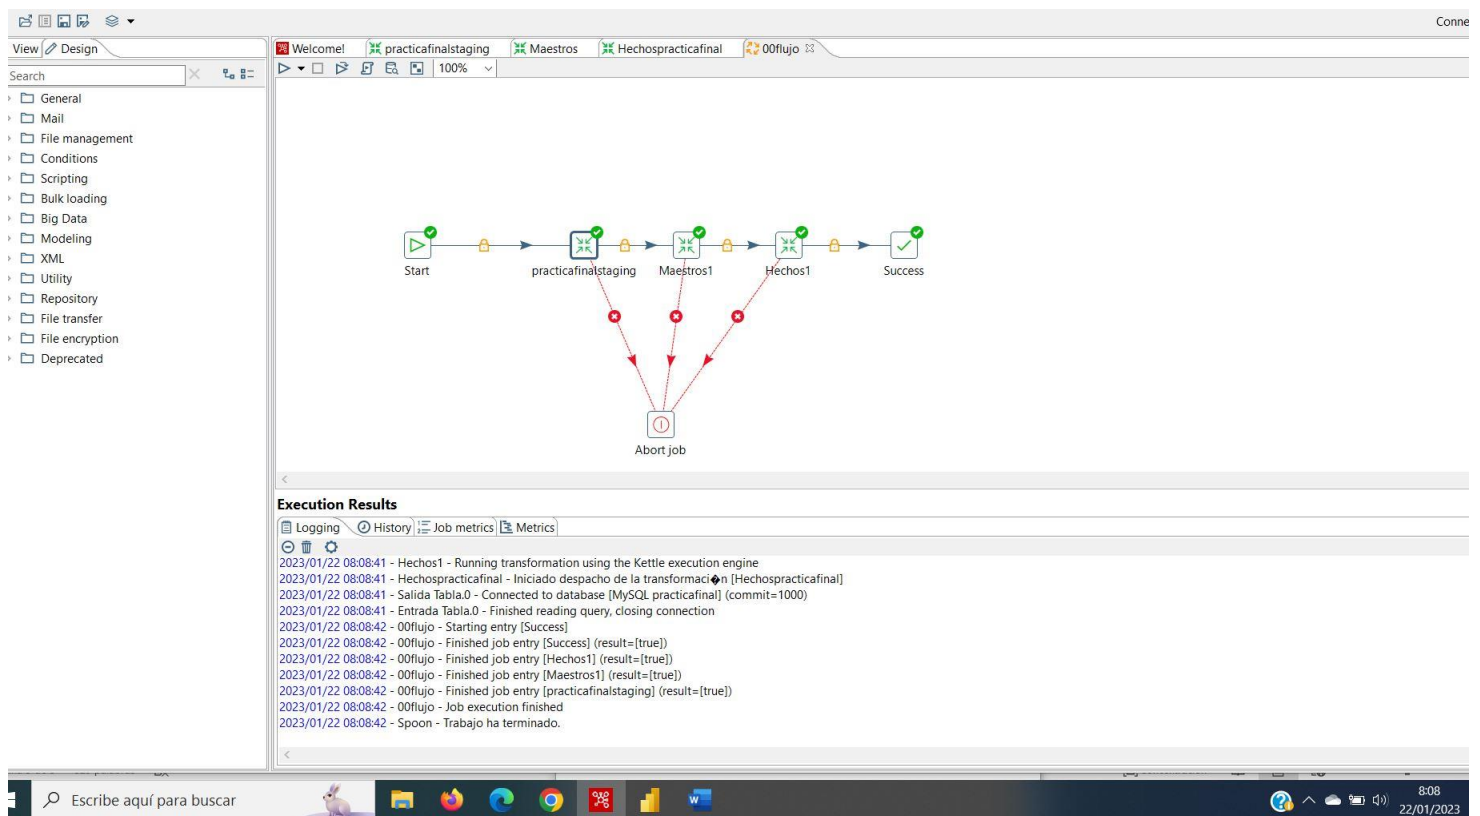 Conne
View Design
Welcome! practicafinalstaging Maestros Hechospracticafinal 00flujo
Search
100%
General
Mail
File management
Conditions
Scripting
Bulk loading
Big Data
Modeling
XML
Utility
Repository
File transfer
File encryption
Deprecated
Start practicafinalstaging Maestros1 Hechos1 Success
Abort job
Execution Results
Logging History Job metrics Metrics
2023/01/22 08:08:41 - Hechos1 - Running transformation using the Kettle execution engine
2023/01/22 08:08:41 - Hechospracticafinal - Iniciado despacho de la transformaci�n [Hechospracticafinal]
2023/01/22 08:08:41 - Salida Tabla.0 - Connected to database [MySQL practicafinal] (commit=1000)
2023/01/22 08:08:41 - Entrada Tabla.0 - Finished reading query, closing connection
2023/01/22 08:08:42 - 00flujo - Starting entry [Success]
2023/01/22 08:08:42 - 00flujo - Finished job entry [Success] (result=[true])
2023/01/22 08:08:42 - 00flujo - Finished job entry [Hechos1] (result=[true])
2023/01/22 08:08:42 - 00flujo - Finished job entry [Maestros1] (result=[true])
2023/01/22 08:08:42 - 00flujo - Finished job entry [practicafinalstaging] (result=[true])
2023/01/22 08:08:42 - 00flujo - Job execution finished
2023/01/22 08:08:42 - Spoon - Trabajo ha terminado.
Escribe aquí para buscar
8:08
22/01/2023